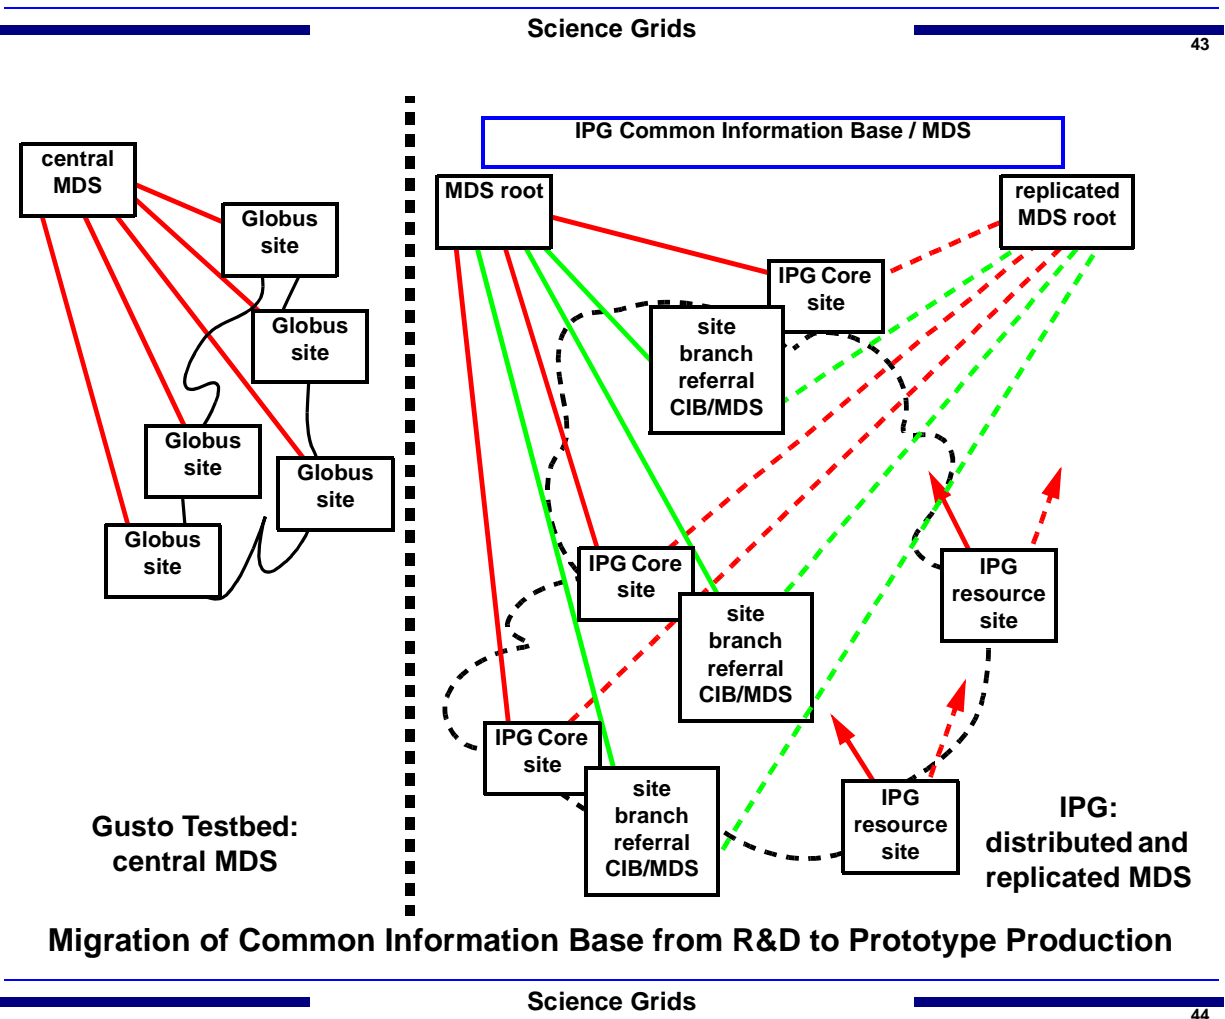 Science Grids
43
IPG Common Information Base / MDS
central
MDS
Globus
site
Globus
site
Globus
site
Globus
site
Globus
site
Gusto Testbed:
central MDS
MDS root
replicated
MDS root
IPG Core
site
site
branch
referral
CIB/MDS
IPG Core
site
site
branch
referral
CIB/MDS
IPG
resource
site
IPG Core
site
site
branch
referral
CIB/MDS
IPG
resource
site
IPG:
distributed and
replicated MDS
Migration of Common Information Base from R&D to Prototype Production
Science Grids
44